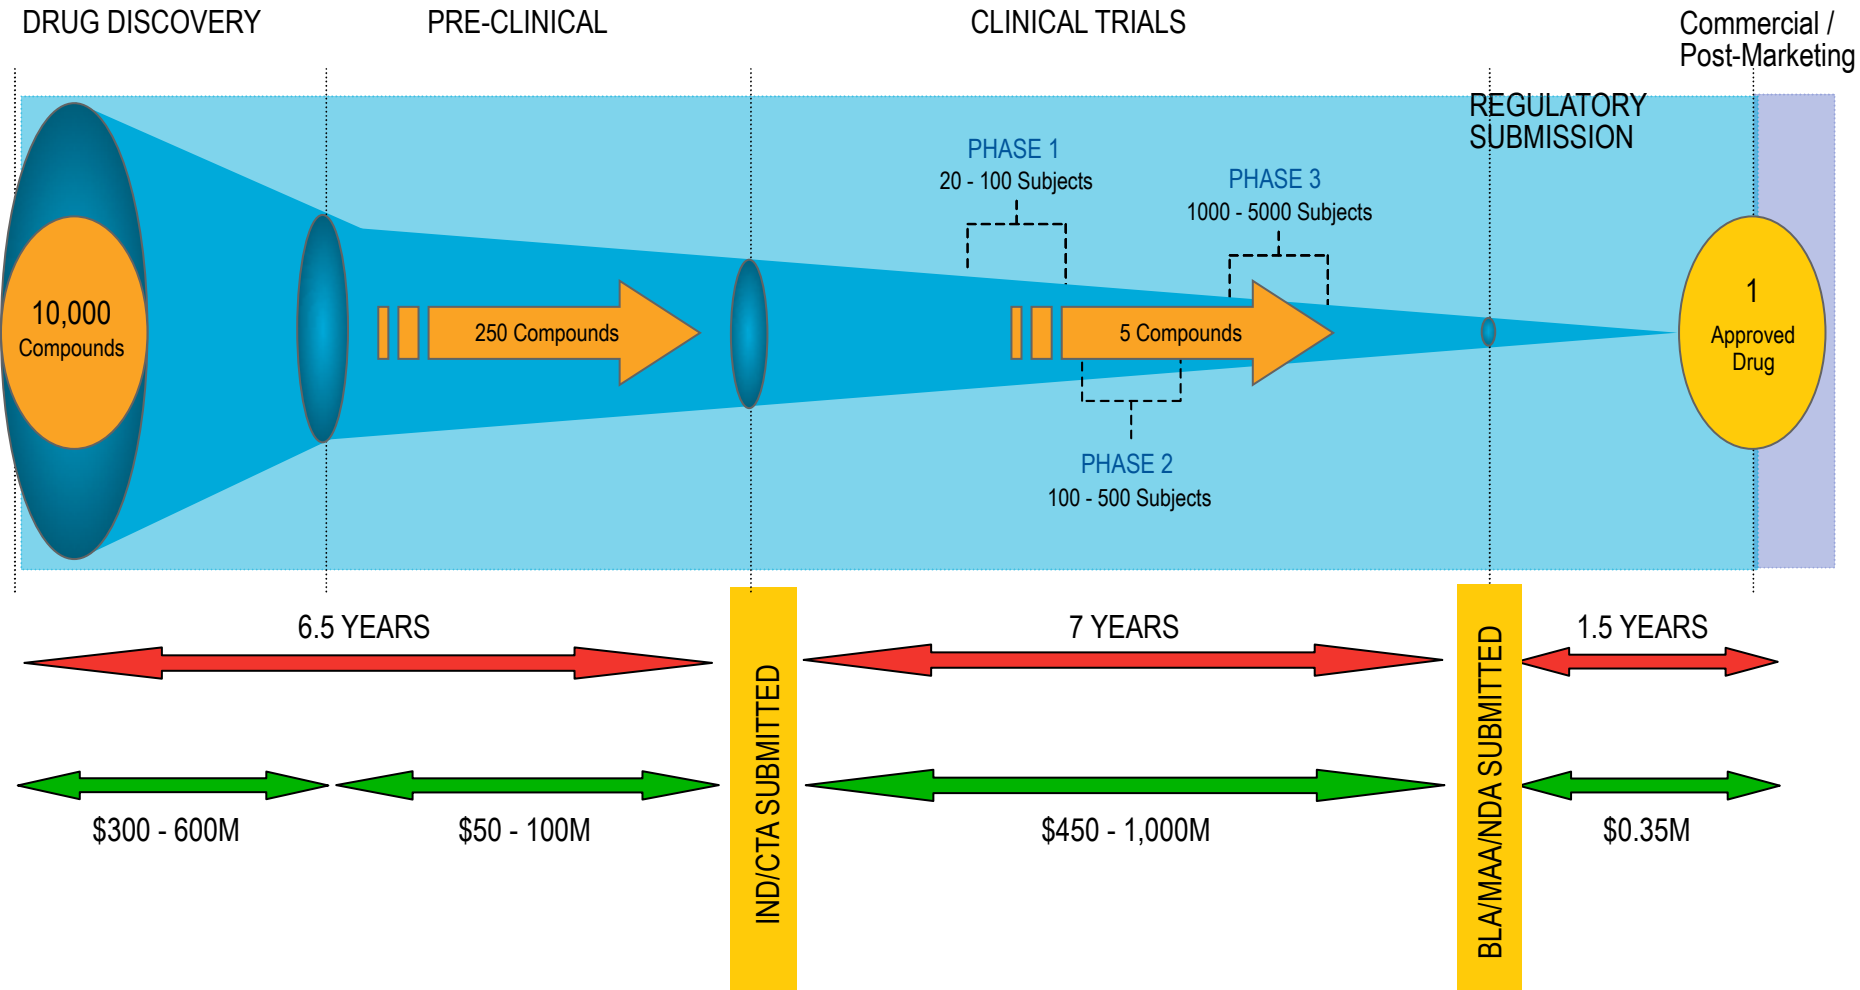 DRUG DISCOVERY
PRE-CLINICAL
CLINICAL TRIALS
Commercial /
Post-Marketing
REGULATORY
SUBMISSION
PHASE 1
20 - 100 Subjects
PHASE 3
1000 - 5000 Subjects
10,000
Compounds
250 Compounds
5 Compounds
1
Approved
Drug
PHASE 2
100 - 500 Subjects
6.5 YEARS
7 YEARS
1.5 YEARS
IND/CTA SUBMITTED
BLA/MAA/NDA SUBMITTED
$300 - 600M
$50 - 100M
$450 - 1,000M
$0.35M